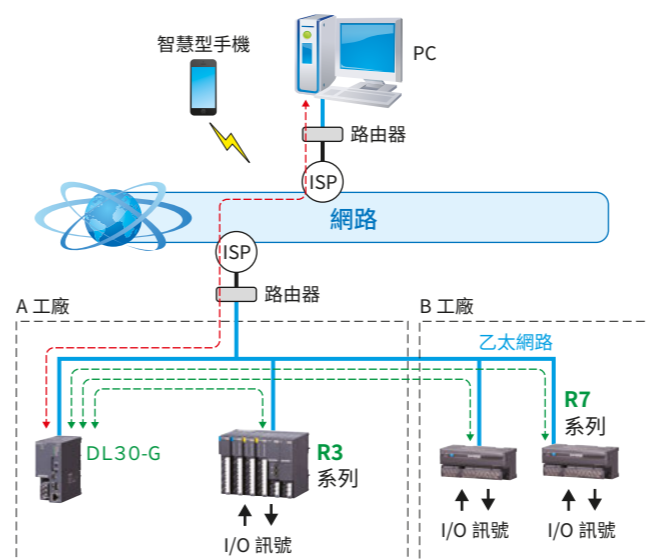 智慧型手機
PC
路由器
ISP
網路
ISP
路由器
A 工廠
B 工廠
乙太網路
DL30-G
R3
系列
R7
系列
I/O 訊號
I/O 訊號
I/O 訊號